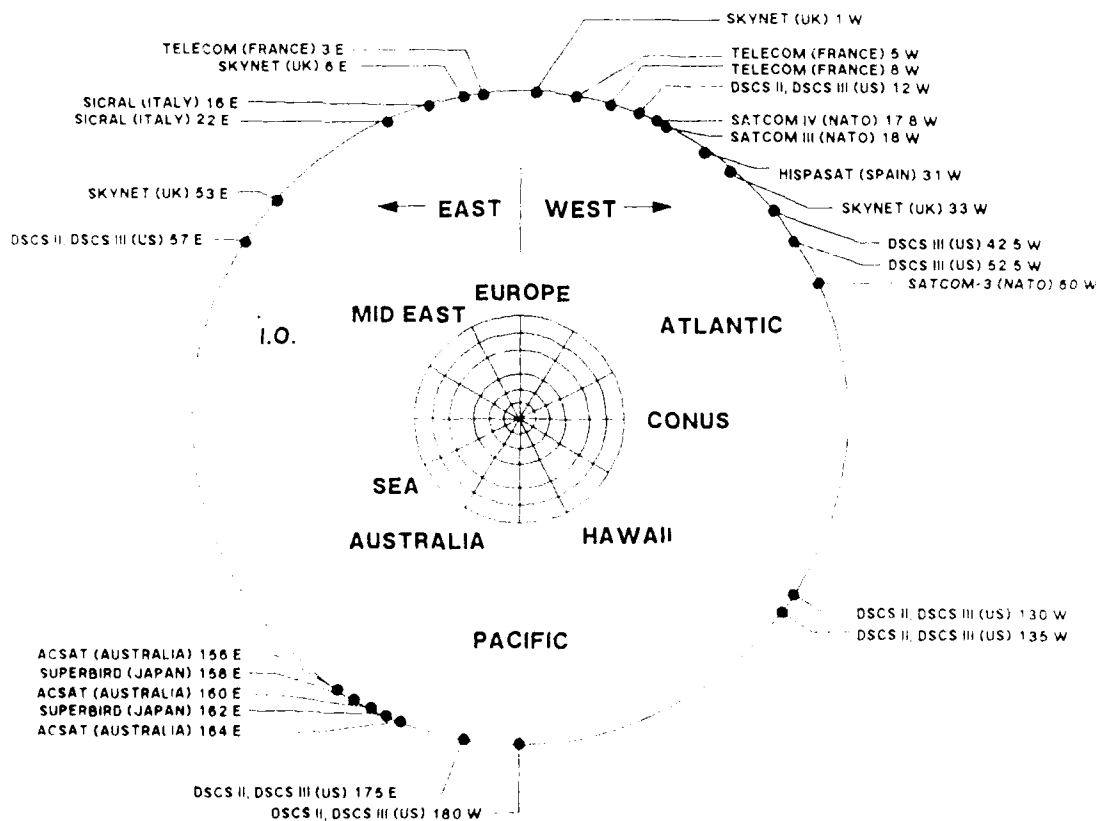 SKYNET (UK) 1 W
TELECOM (FRANCE) 3 E
SKYNET (UK) 6 E
TELECOM (FRANCE) 5 W
TELECOM (FRANCE) 8 W
DSCS II, DSCS III (US) 12 W
SICRAL (ITALY) 16 E
SICRAL (ITALY) 22 E
SATCOM IV (NATO) 17 8 W
SATCOM III (NATO) 18 W
HISPASAT (SPAIN) 31 W
SKYNET (UK) 53 E
SKYNET (UK) 33 W
EAST WEST
DSCS II, DSCS III (US) 57 E
DSCS III (US) 42 5 W
DSCS III (US) 52 5 W
SATCOM-3 (NATO) 60 W
EUROPE
MID EAST
I.O.
ATLANTIC
CONUS
SEA
AUSTRALIA
HAWAII
PACIFIC
DSCS II, DSCS III (US) 130 W
DSCS II, DSCS III (US) 135 W
ACSAT (AUSTRALIA) 156 E
SUPERBIRD (JAPAN) 158 E
ACSAT (AUSTRALIA) 160 E
SUPERBIRD (JAPAN) 162 E
ACSAT (AUSTRALIA) 164 E
DSCS II, DSCS III (US) 175 E
DSCS II, DSCS III (US) 180 W